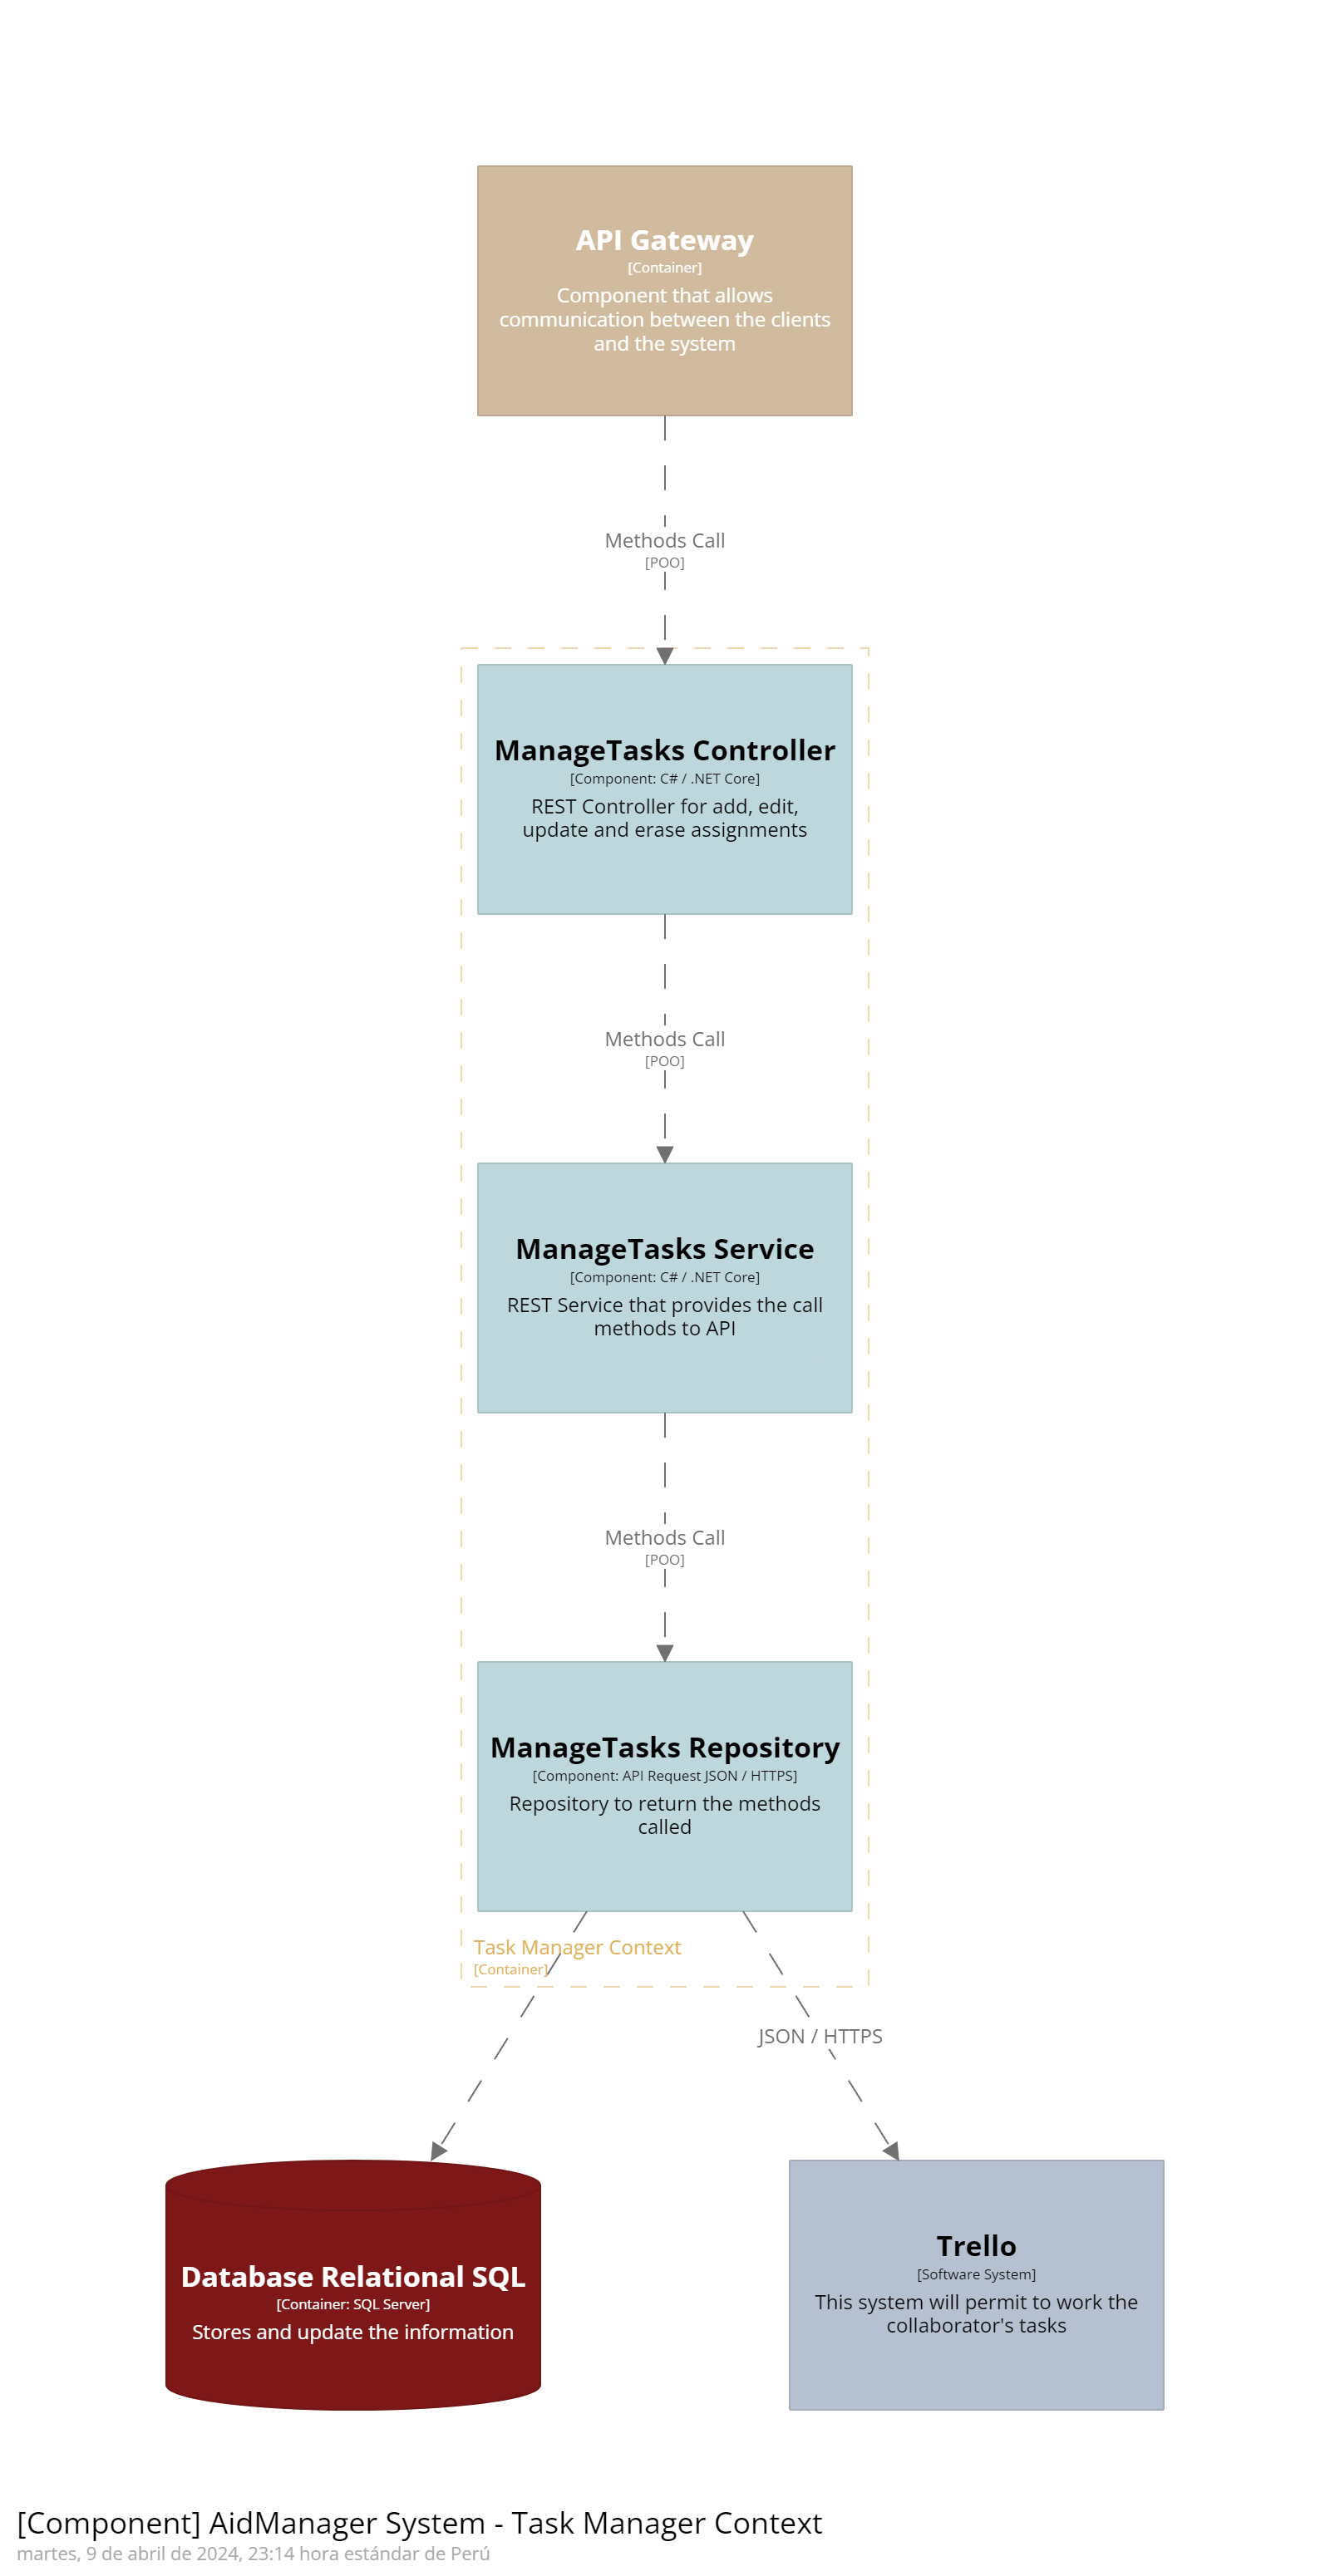 API Gateway
[Container]
Component that allows
communication between the clients
and the system
Methods Call
[POO]
ManageTasks Controller
[Component: C# / .NET Core]
REST Controller for add, edit,
update and erase assignments
Methods Call
[POO]
ManageTasks Service
[Component: C# / .NET Core]
REST Service that provides the call
methods to API
Methods Call
[POO]
ManageTasks Repository
[Component: API Request JSON / HTTPS]
Repository to return the methods
called
Task Manager Context
[Container]
JSON / HTTPS
Database Relational SQL
[Container: SQL Server]
Stores and update the information
Trello
[Software System]
This system will permit to work the
collaborator's tasks
[Component] AidManager System - Task Manager Context
martes, 9 de abril de 2024, 23:14 hora estándar de Perú